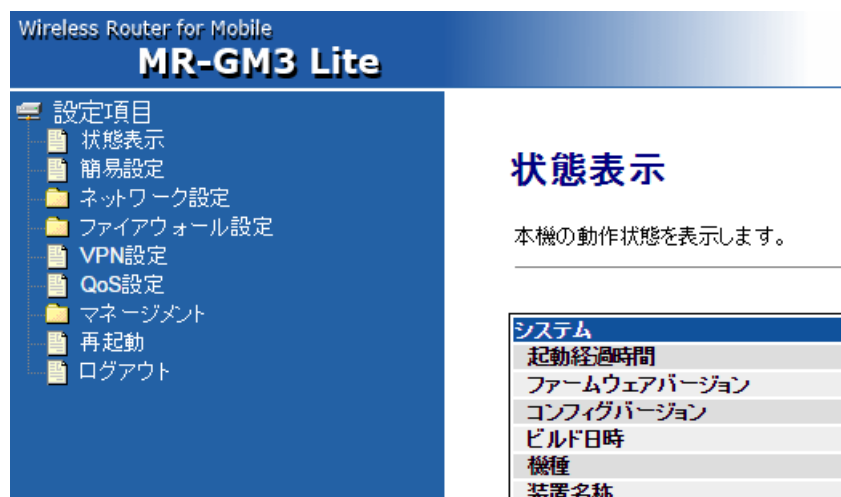 Wireless Router for Mobile
MR-GM3 Lite
設定項目
状態表示
簡易設定
ネットワーク設定
ファイアウォール設定
VPN設定
QoS設定
マネージメント
再起動
ログアウト
状態表示
本機の動作状態を表示します。
システム
起動経過時間
ファームウェアバージョン
コンフィグバージョン
ビルド日時
機種
装置名称